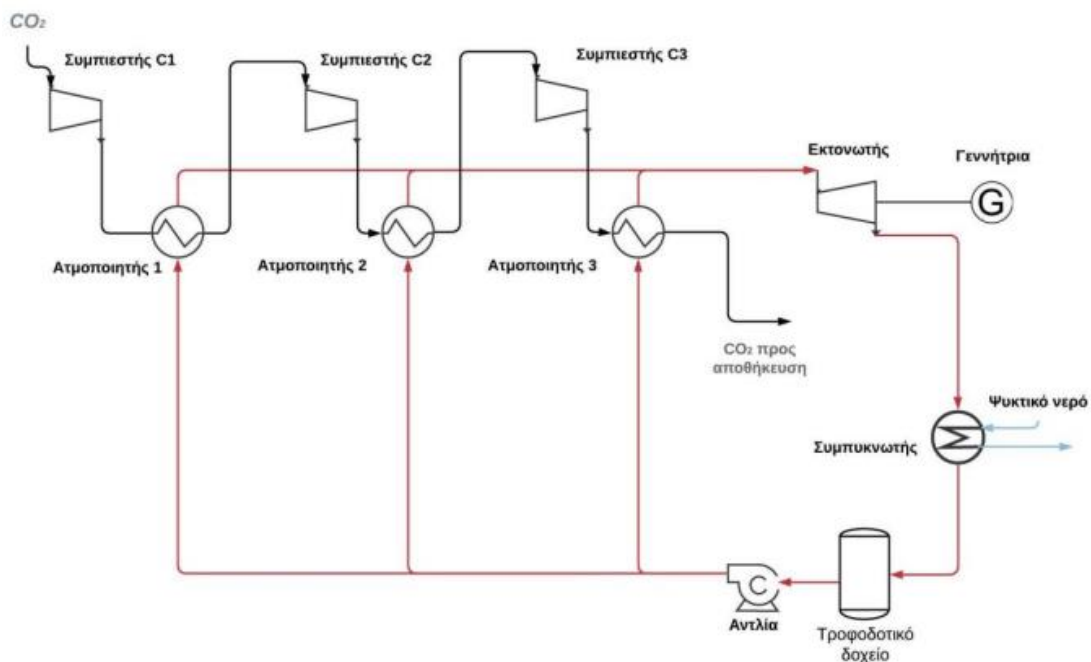 CO₂
Συμπιεστής C1
Συμπιεστής C2
Συμπιεστής C3
Εκτονωτής
Γεννήτρια
G
Ατμοποιητής 1
Ατμοποιητής 2
Ατμοποιητής 3
CO₂ προς
αποθήκευση
Ψυκτικό νερό
Συμπυκνωτής
C
Αντλία
Τροφοδοτικό
δοχείο